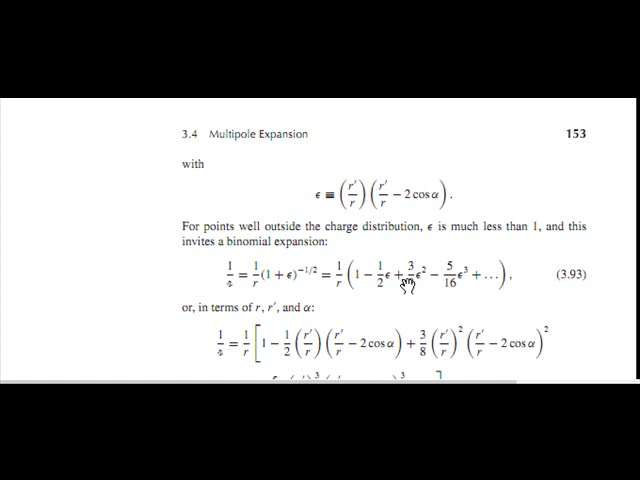 3.4 Multipole Expansion 153
with
ϵ ≡ (r′/r) (r′/r − 2 cos α) .
For points well outside the charge distribution, ϵ is much less than 1, and this
invites a binomial expansion:
1/𝓇 = 1/r (1 + ϵ)^{−1/2} = 1/r (1 − 1/2 ϵ + 3/8 ϵ² − 5/16 ϵ³ + ...) , (3.93)
or, in terms of r, r′, and α:
1/𝓇 = 1/r [1 − 1/2 (r′/r) (r′/r − 2 cos α) + 3/8 (r′/r)² (r′/r − 2 cos α)²